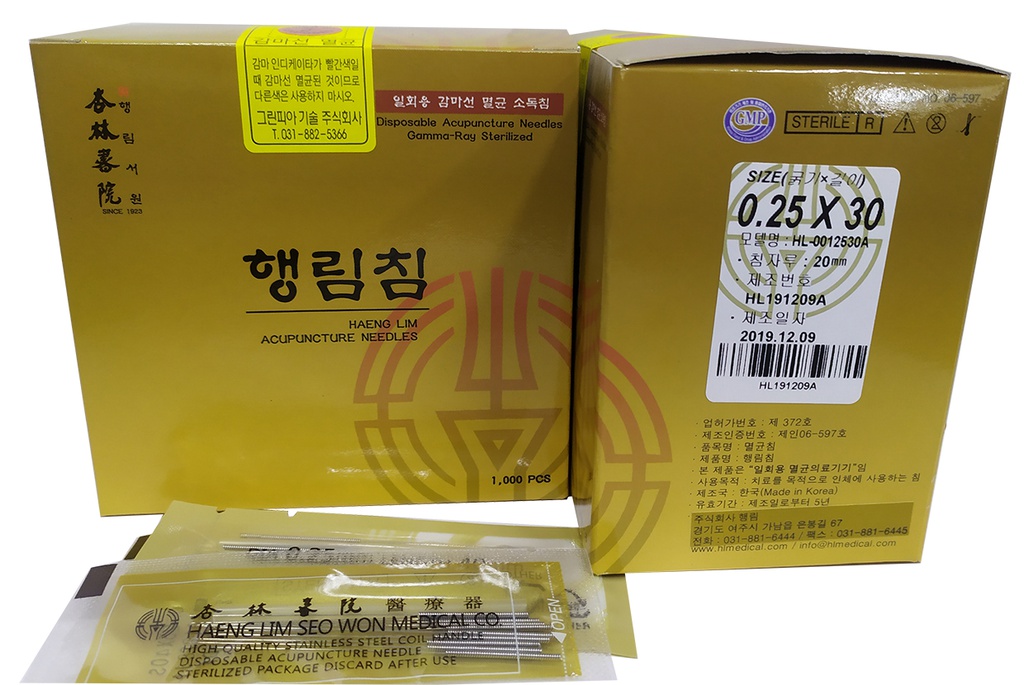 감마선 멸균
감마 인디케이타가 빨간색일
때 감마선 멸균된 것이므로
다른색은 사용하지 마시오.
그린피아 기술 주식회사
T. 031-882-5366
杏林書院
행림서원
SINCE 1923
일회용 감마선 멸균 소독침
Disposable Acupuncture Needles
Gamma-Ray Sterilized
행림침
HAENG LIM
ACUPUNCTURE NEEDLES
1,000 PCS
06-597
GMP
STERILE R
SIZE(굵기×길이)
0.25 X 30
모델명 : HL-0012530A
· 침자루 : 20mm
· 제조번호
HL191209A
· 제조일자
2019.12.09
HL191209A
· 업허가번호 : 제 372호
· 제조인증번호 : 제인06-597호
· 품목명 : 멸균침
· 제품명 : 행림침
· 본 제품은 "일회용 멸균의료기기"임
· 사용목적 : 치료를 목적으로 인체에 사용하는 침
· 제조국 : 한국(Made in Korea)
· 유효기간 : 제조일로부터 5년
주식회사 행림
경기도 여주시 가남읍 은봉길 67
전화 : 031-881-6444 / 팩스 : 031-881-6445
www.hlmedical.com / info@hlmedical.com
0.25mm
杏林書院 醫療器
HAENG LIM SEO WON MEDICAL CO.
HIGH QUALITY STAINLESS STEEL COIL HANDLE
DISPOSABLE ACUPUNCTURE NEEDLE
STERILIZED PACKAGE DISCARD AFTER USE
OPEN